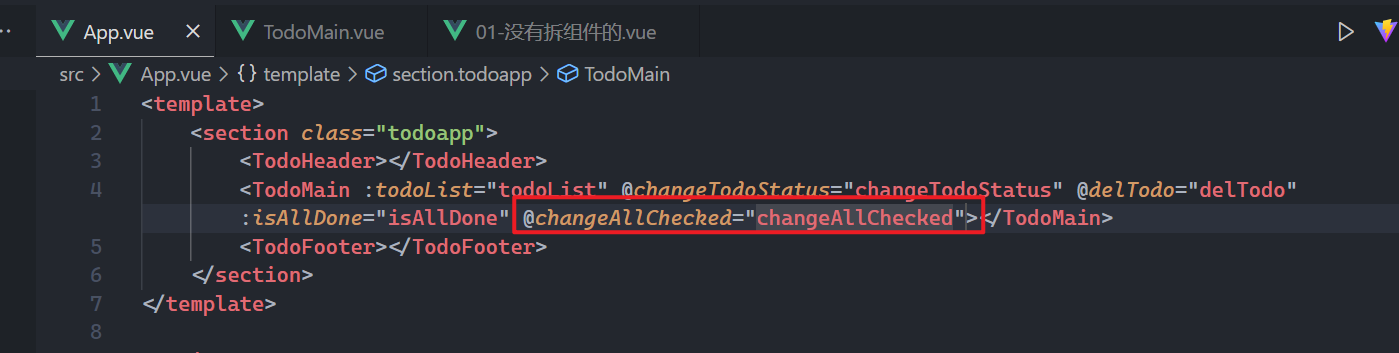 App.vue × TodoMain.vue 01-没有拆组件的.vue
src > App.vue > {} template > section.todoapp > TodoMain
1 <template>
2 <section class="todoapp">
3 <TodoHeader></TodoHeader>
4 <TodoMain :todoList="todoList" @changeTodoStatus="changeTodoStatus" @delTodo="delTodo"
:isAllDone="isAllDone" @changeAllChecked="changeAllChecked"></TodoMain>
5 <TodoFooter></TodoFooter>
6 </section>
7 </template>
8